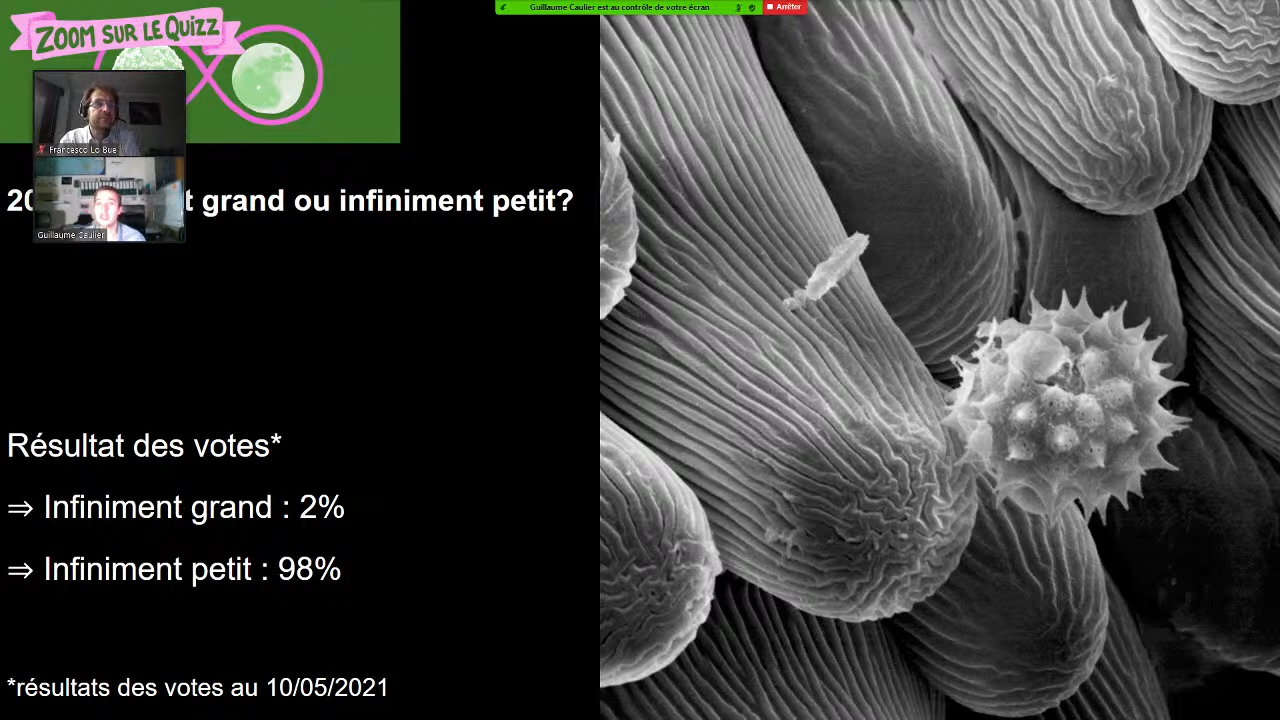 Guillaume Caulier est au contrôle de votre écran
Arrêter
ZOOM SUR LE QUIZZ
Francesco Lo Bue
Guillaume Caulier
20 t grand ou infiniment petit?
Résultat des votes*
⇒ Infiniment grand : 2%
⇒ Infiniment petit : 98%
*résultats des votes au 10/05/2021